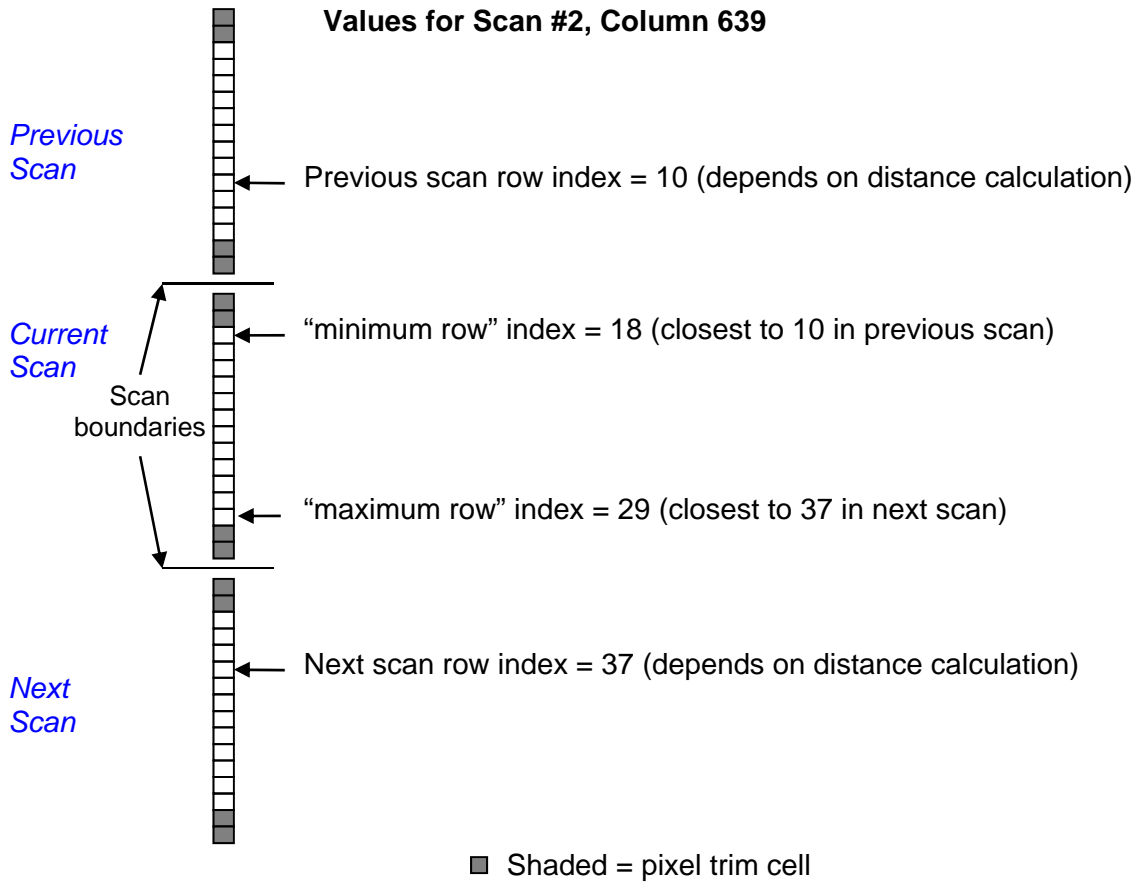 Values for Scan #2, Column 639
Previous
Scan
Previous scan row index = 10 (depends on distance calculation)
Current
Scan
“minimum row” index = 18 (closest to 10 in previous scan)
Scan
boundaries
“maximum row” index = 29 (closest to 37 in next scan)
Next scan row index = 37 (depends on distance calculation)
Next
Scan
Shaded = pixel trim cell